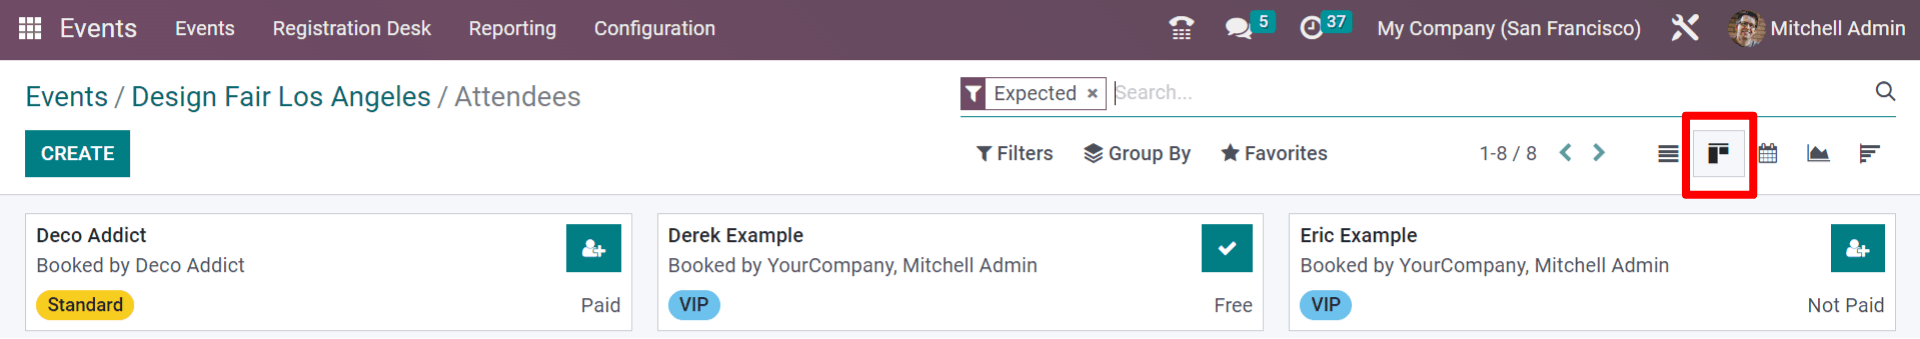 Events Events Registration Desk Reporting Configuration 5 37 My Company (San Francisco) Mitchell Admin
Events / Design Fair Los Angeles / Attendees
Expected × Search...
CREATE
Filters Group By Favorites 1-8 / 8
Deco Addict
Booked by Deco Addict
Standard Paid
Derek Example
Booked by YourCompany, Mitchell Admin
VIP Free
Eric Example
Booked by YourCompany, Mitchell Admin
VIP Not Paid